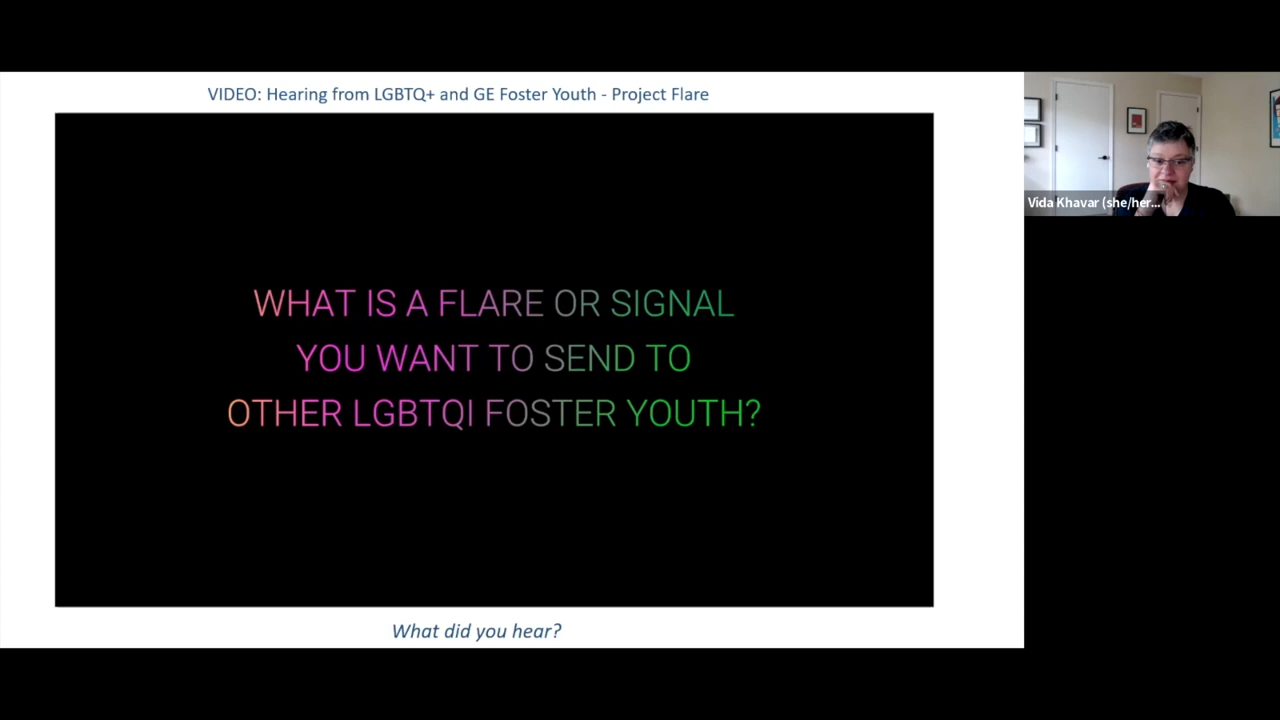 VIDEO: Hearing from LGBTQ+ and GE Foster Youth - Project Flare
WHAT IS A FLARE OR SIGNAL
YOU WANT TO SEND TO
OTHER LGBTQI FOSTER YOUTH?
What did you hear?
Vida Khavar (she/her...